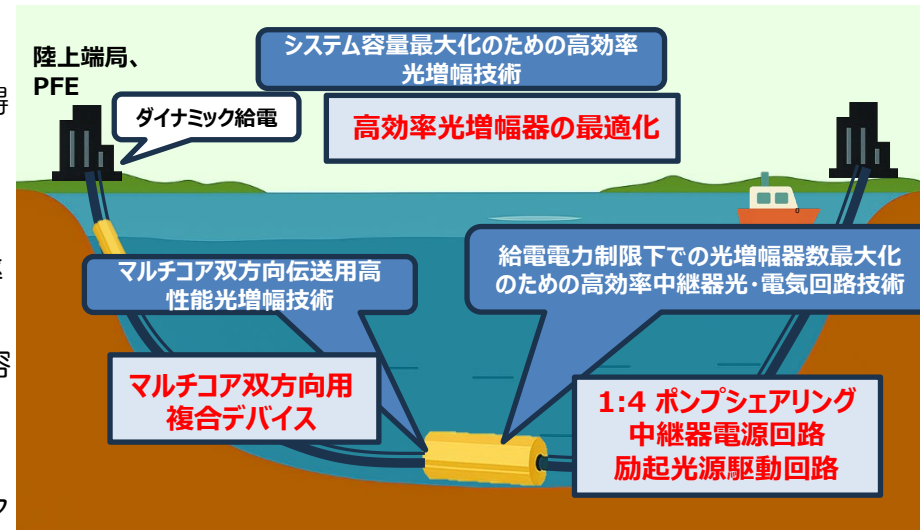 陸上端局、
PFE
ダイナミック給電
システム容量最大化のための高効率
光増幅技術
高効率光増幅器の最適化
マルチコア双方向伝送用高
性能光増幅技術
給電電力制限下での光増幅器数最大化
のための高効率中継器光・電気回路技術
マルチコア双方向用
複合デバイス
1:4 ポンプシェアリング
中継器電源回路
励起光源駆動回路